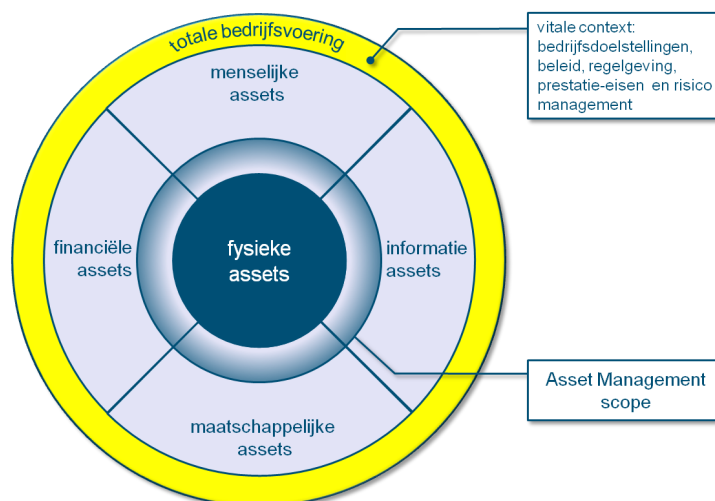 totale bedrijfsvoering
menselijke
assets
vitale context:
bedrijfsdoelstellingen,
beleid, regelgeving,
prestatie-eisen en risico
management
financiële
assets
fysieke
assets
informatie
assets
maatschappelijke
assets
Asset Management
scope